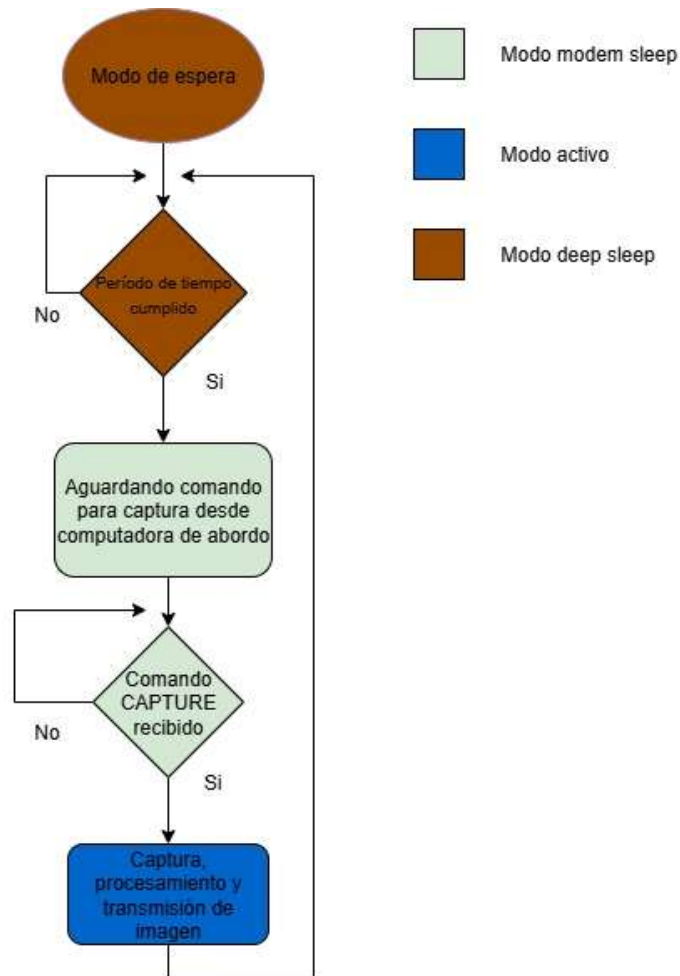 Modo de espera
Modo modem sleep
Modo activo
Modo deep sleep
Período de tiempo
cumplido
No
Si
Aguardando comando
para captura desde
computadora de abordo
Comando
CAPTURE
recibido
No
Si
Captura,
procesamiento y
transmisión de
imagen